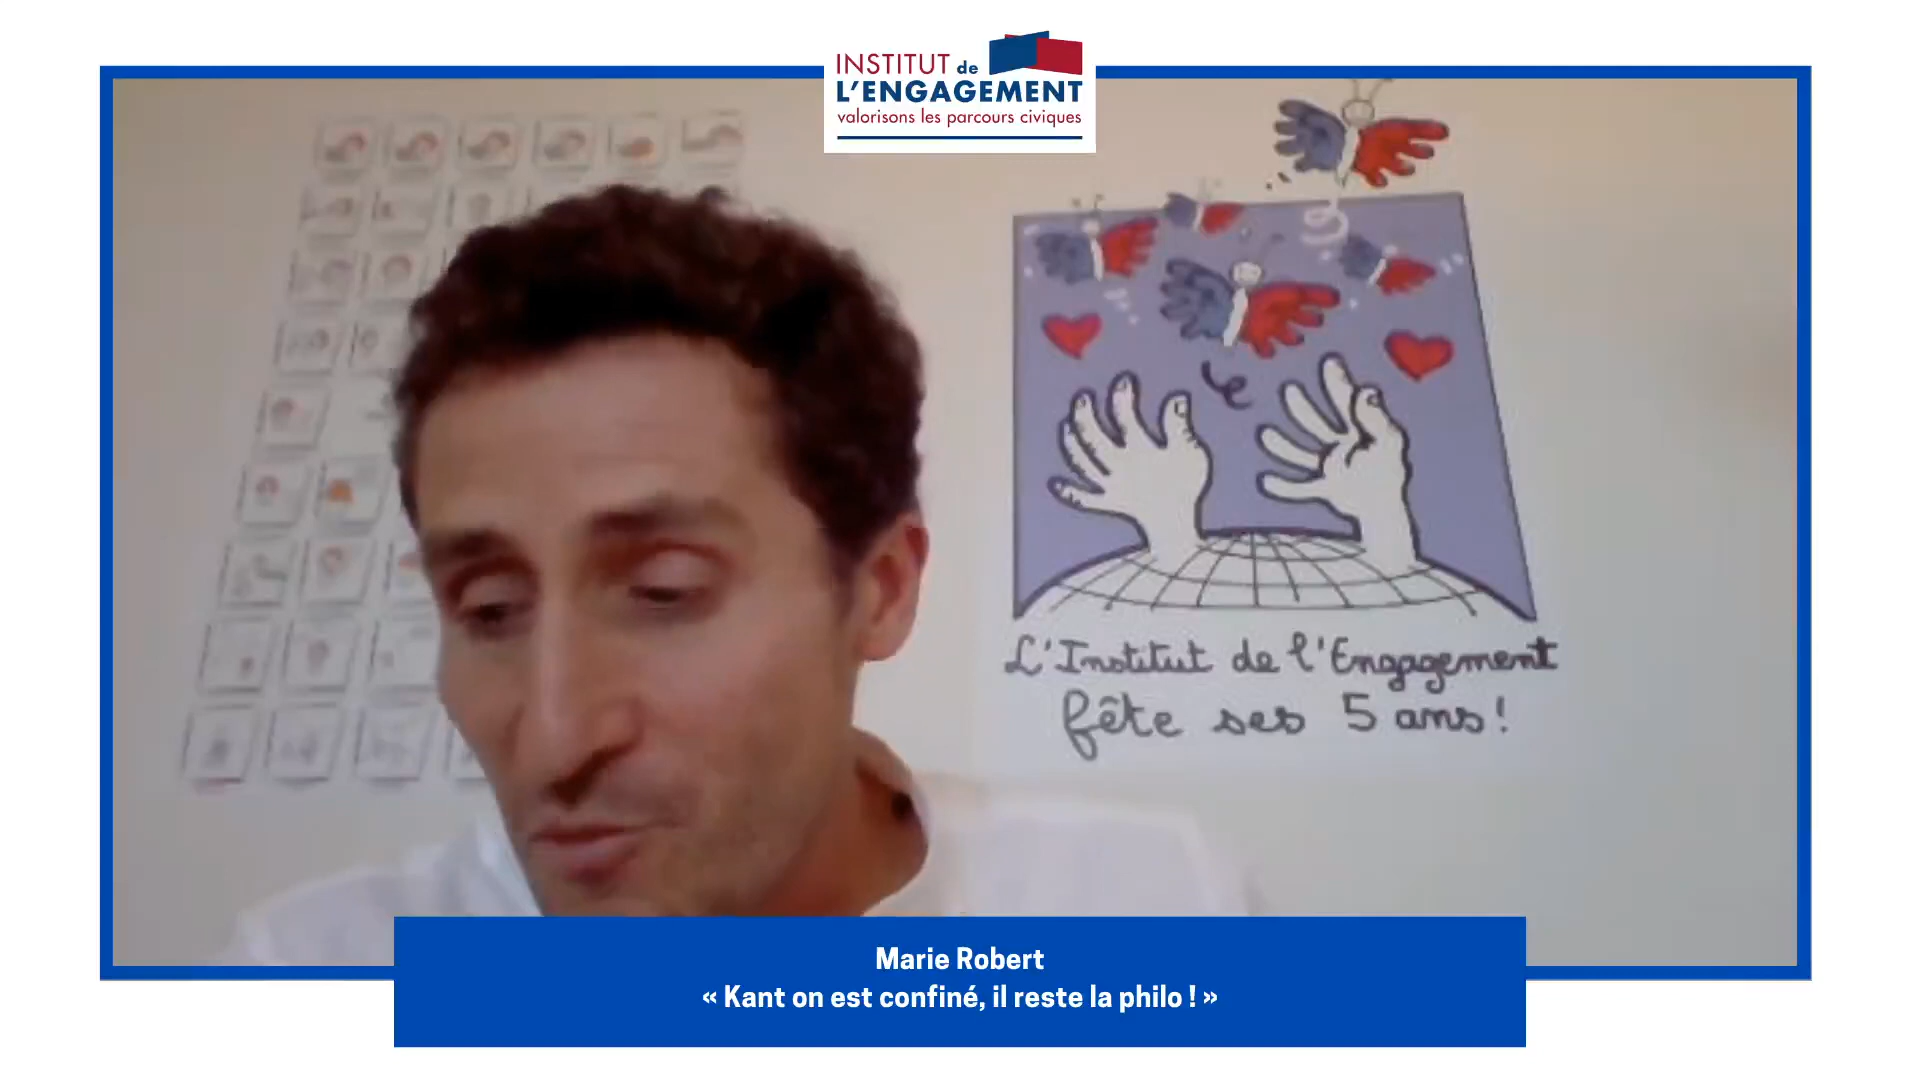 INSTITUT de
L'ENGAGEMENT
valorisons les parcours civiques
L'Institut de l'Engagement
fête ses 5 ans !
Marie Robert
« Kant on est confiné, il reste la philo ! »